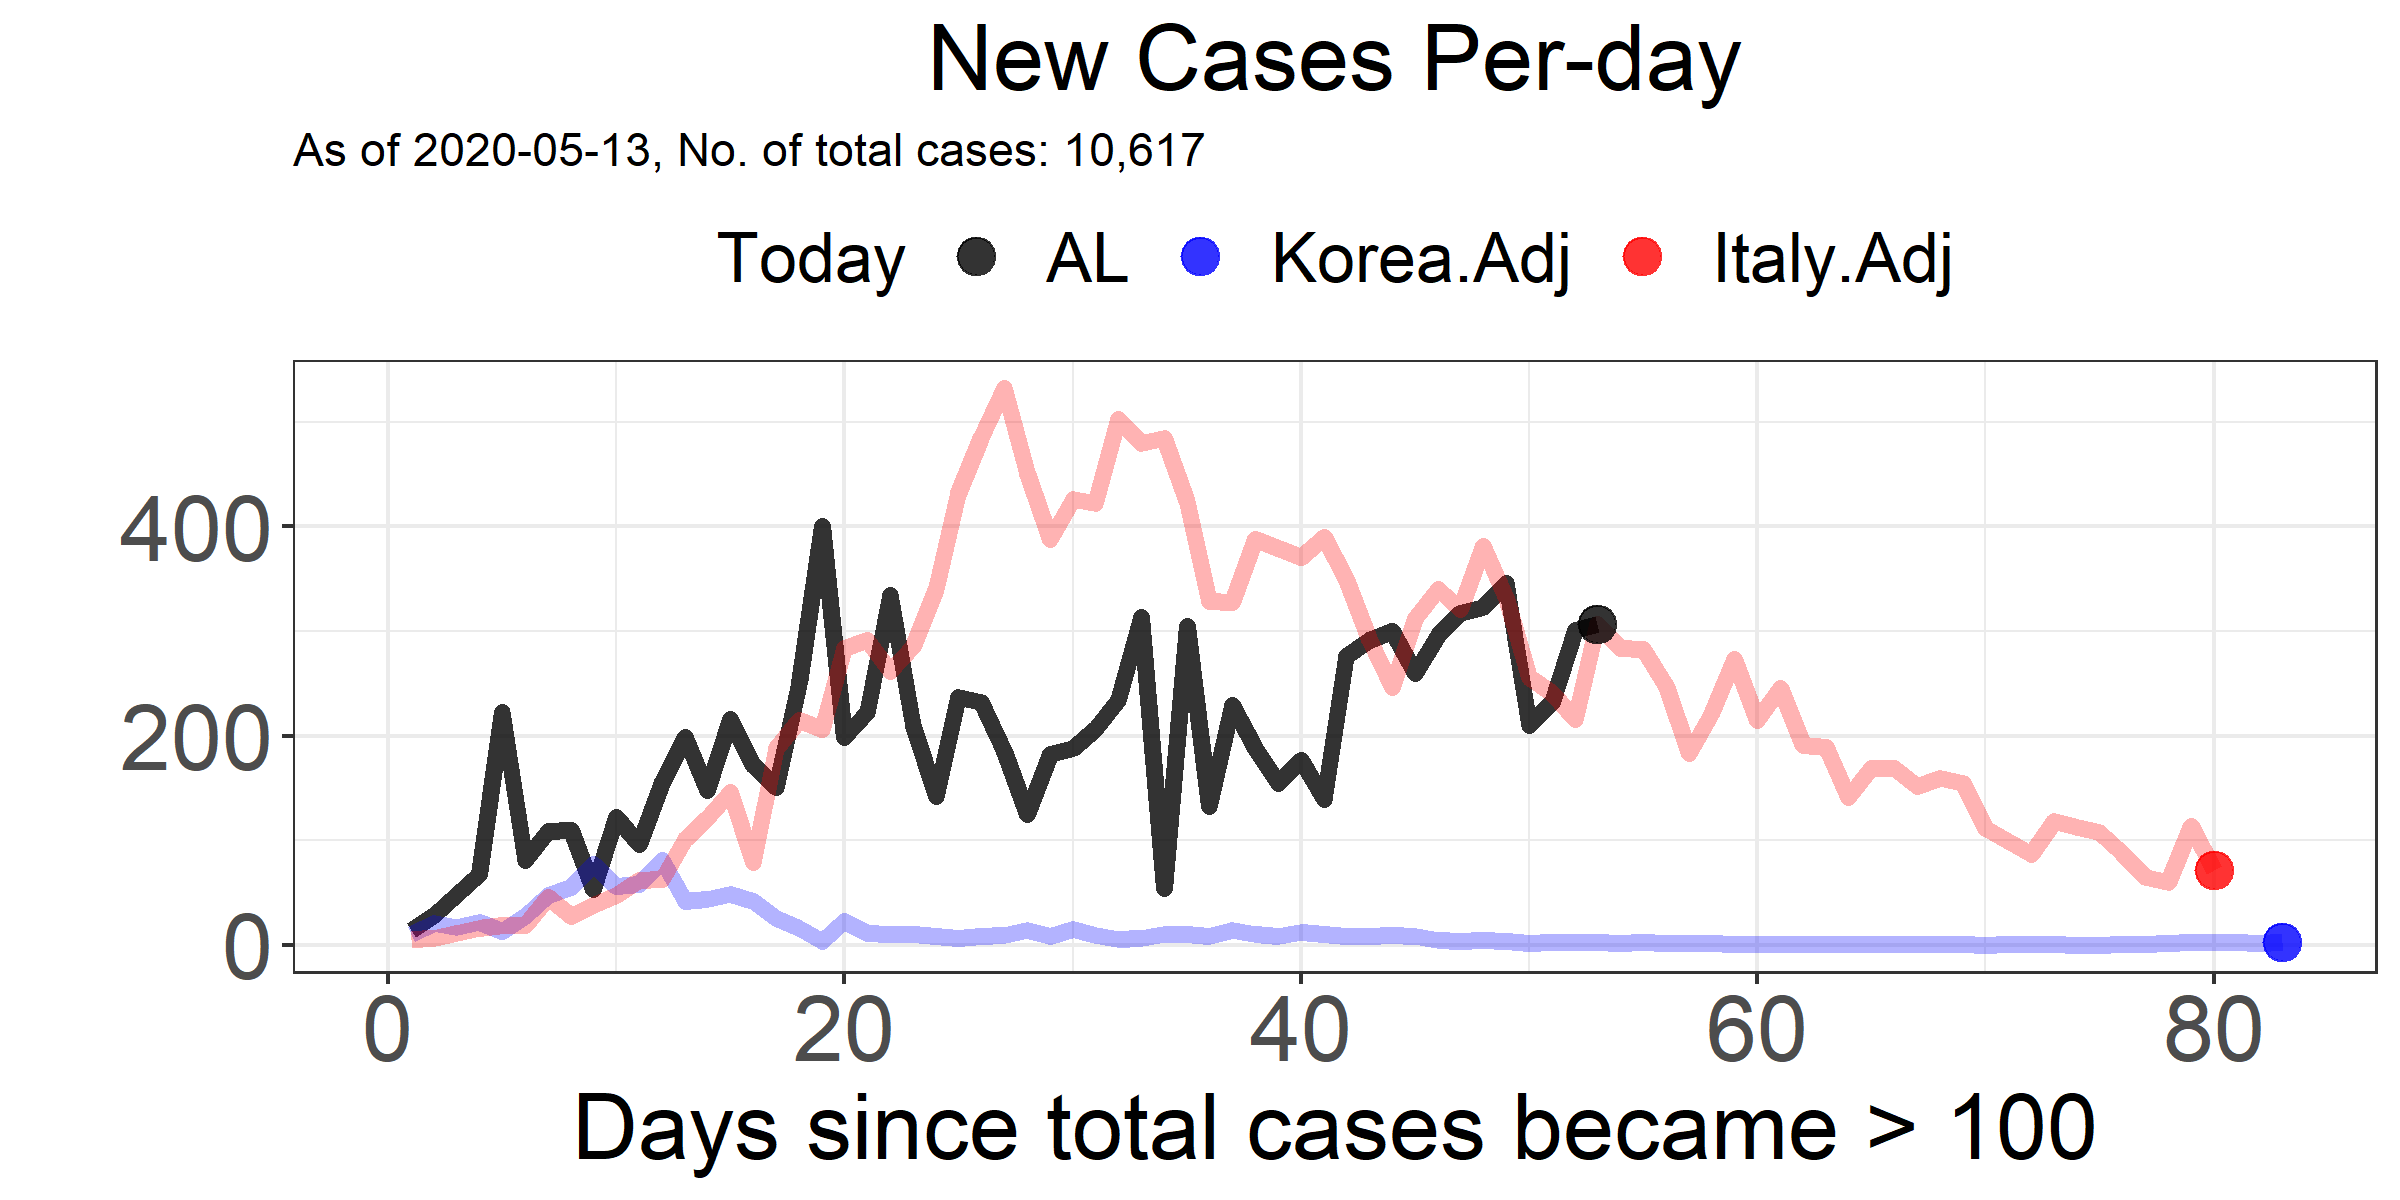 New Cases Per-day
As of 2020-05-13, No. of total cases: 10,617
Today AL Korea.Adj Italy.Adj
400
200
0
0 20 40 60 80
Days since total cases became > 100